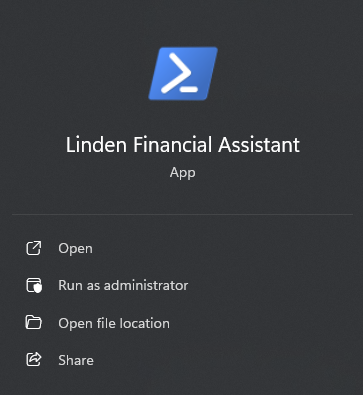 Linden Financial Assistant
App
Open
Run as administrator
Open file location
Share